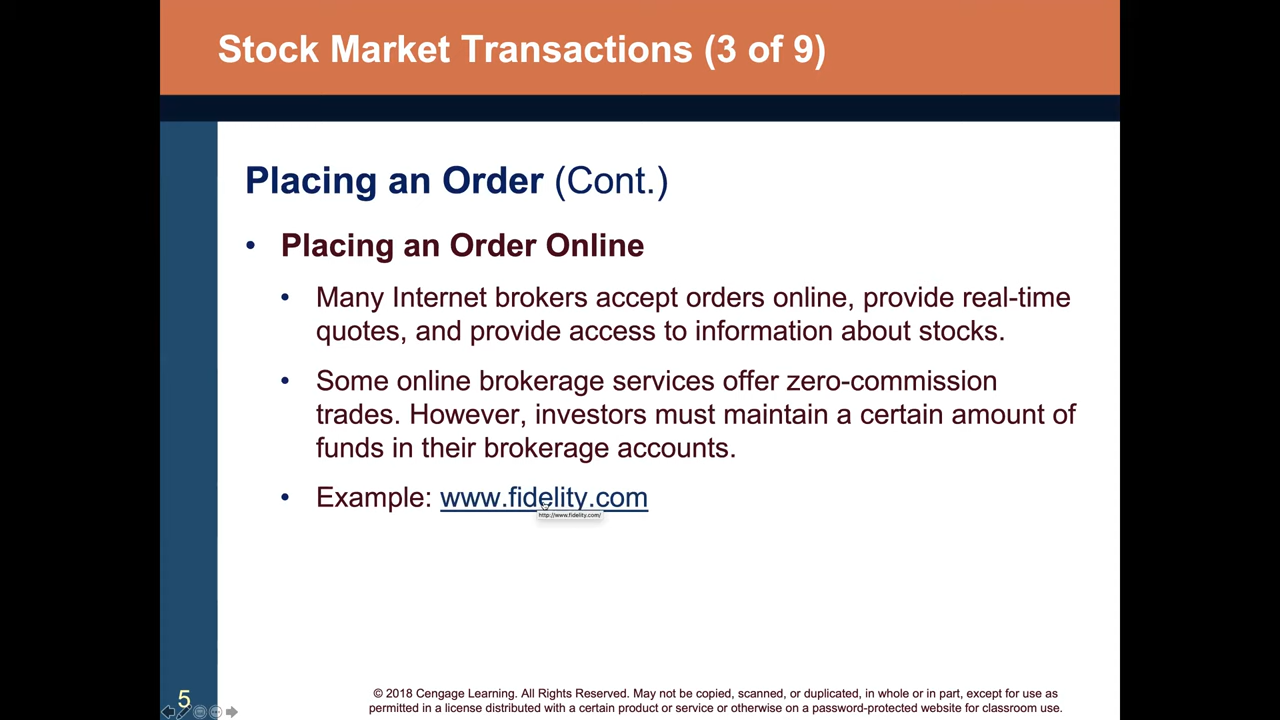 Stock Market Transactions (3 of 9)
Placing an Order (Cont.)
• Placing an Order Online
• Many Internet brokers accept orders online, provide real-time
quotes, and provide access to information about stocks.
• Some online brokerage services offer zero-commission
trades. However, investors must maintain a certain amount of
funds in their brokerage accounts.
• Example: www.fidelity.com
http://www.fidelity.com/
5
© 2018 Cengage Learning. All Rights Reserved. May not be copied, scanned, or duplicated, in whole or in part, except for use as
permitted in a license distributed with a certain product or service or otherwise on a password-protected website for classroom use.